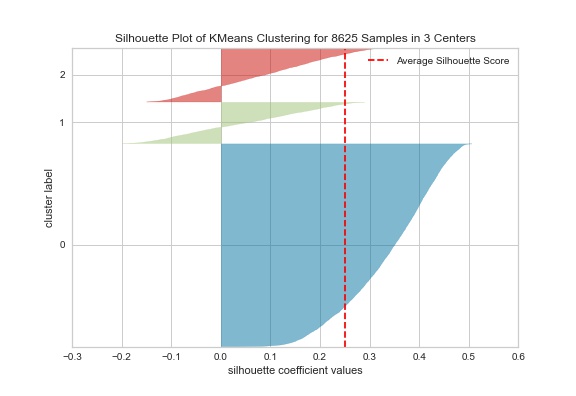 Silhouette Plot of KMeans Clustering for 8625 Samples in 3 Centers
Average Silhouette Score
2
1
0
cluster label
−0.3 −0.2 −0.1 0.0 0.1 0.2 0.3 0.4 0.5 0.6
silhouette coefficient values